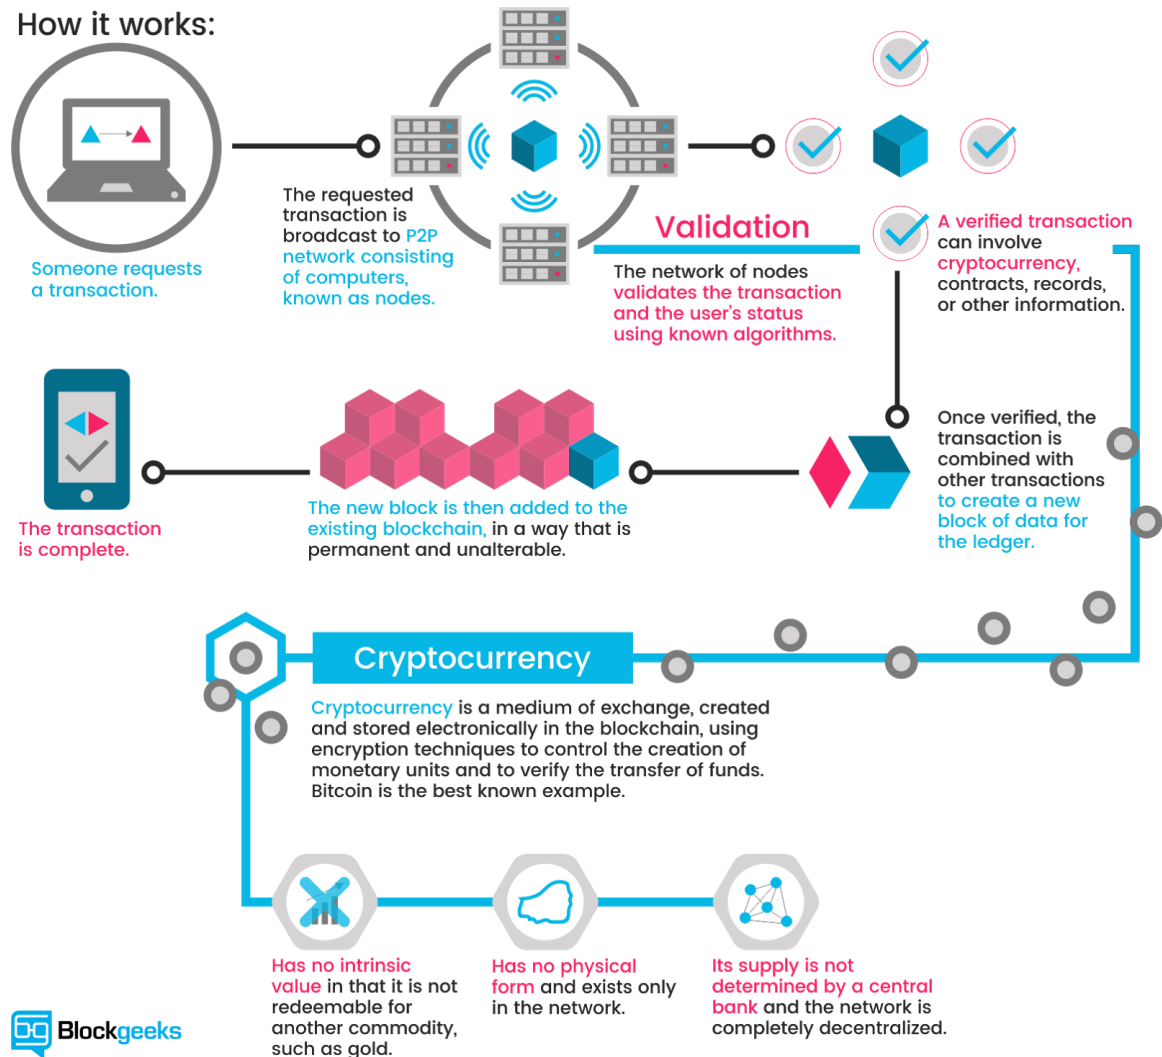 How it works:
Someone requests
a transaction.
The requested
transaction is
broadcast to P2P
network consisting
of computers,
known as nodes.
Validation
The network of nodes
validates the transaction
and the user's status
using known algorithms.
A verified transaction
can involve
cryptocurrency,
contracts, records,
or other information.
Once verified, the
transaction is
combined with
other transactions
to create a new
block of data for
the ledger.
The new block is then added to the
existing blockchain, in a way that is
permanent and unalterable.
The transaction
is complete.
Cryptocurrency
Cryptocurrency is a medium of exchange, created
and stored electronically in the blockchain, using
encryption techniques to control the creation of
monetary units and to verify the transfer of funds.
Bitcoin is the best known example.
Has no intrinsic
value in that it is not
redeemable for
another commodity,
such as gold.
Has no physical
form and exists only
in the network.
Its supply is not
determined by a central
bank and the network is
completely decentralized.
Blockgeeks